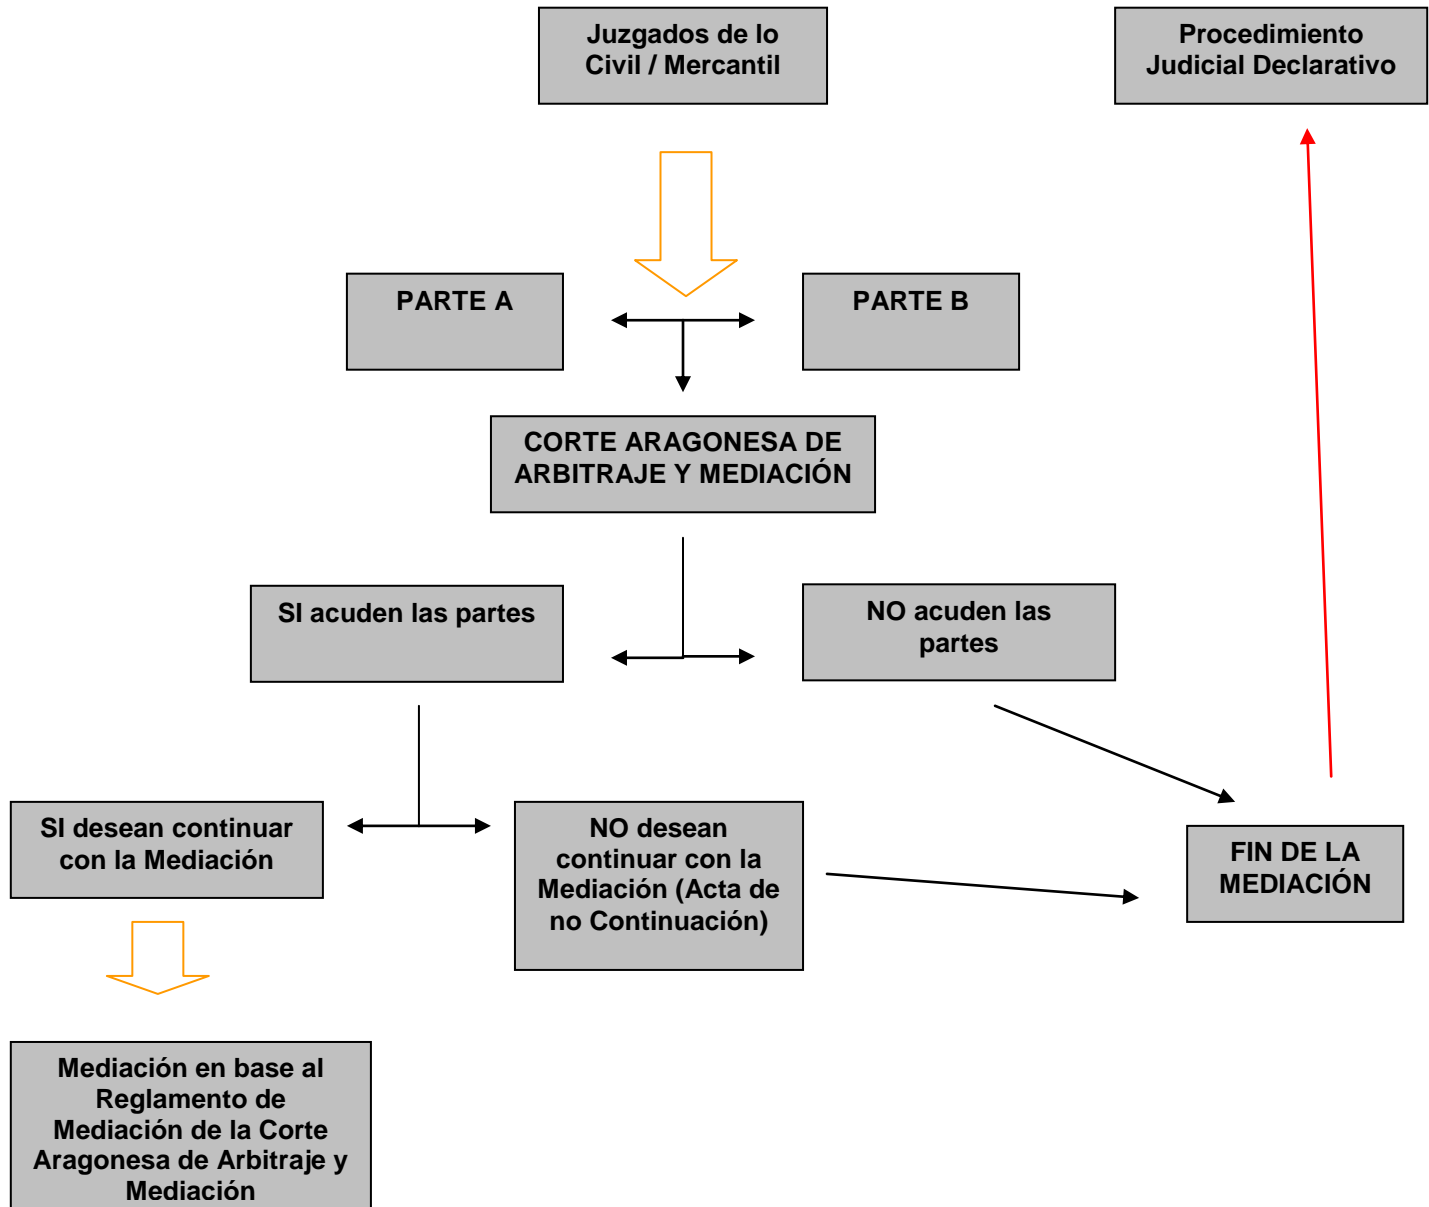 Juzgados de lo
Civil / Mercantil
Procedimiento
Judicial Declarativo
PARTE A
PARTE B
CORTE ARAGONESA DE
ARBITRAJE Y MEDIACIÓN
SI acuden las partes
NO acuden las
partes
SI desean continuar
con la Mediación
NO desean
continuar con la
Mediación (Acta de
no Continuación)
FIN DE LA
MEDIACIÓN
Mediación en base al
Reglamento de
Mediación de la Corte
Aragonesa de Arbitraje y
Mediación